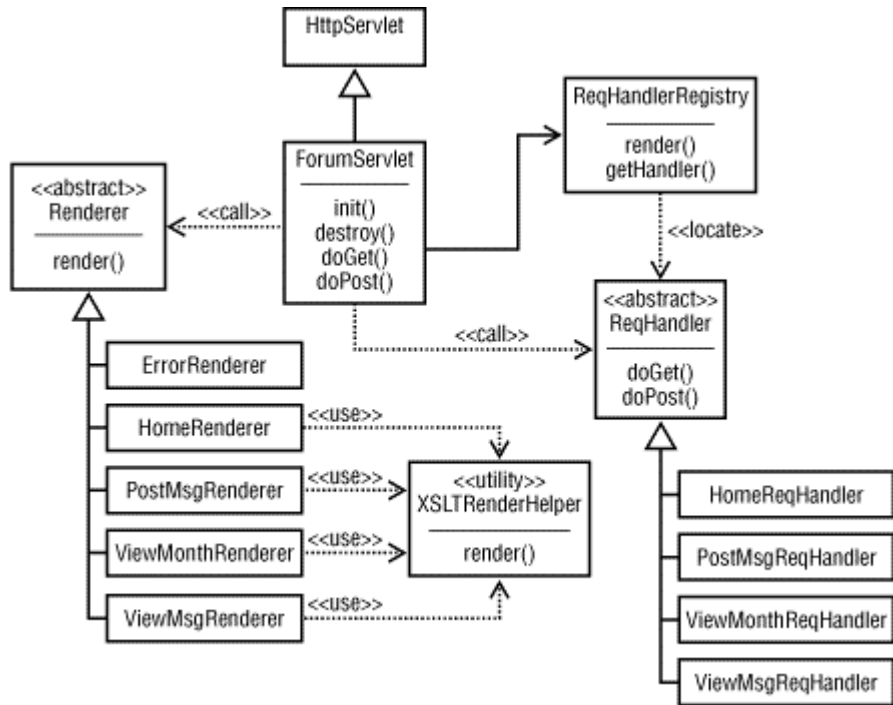 HttpServlet
ReqHandlerRegistry
render()
getHandler()
ForumServlet
init()
destroy()
doGet()
doPost()
<<abstract>>
Renderer
render()
<<call>>
<<locate>>
<<abstract>>
ReqHandler
doGet()
doPost()
<<call>>
ErrorRenderer
HomeRenderer
<<use>>
PostMsgRenderer
<<use>>
ViewMonthRenderer
<<use>>
ViewMsgRenderer
<<use>>
<<utility>>
XSLTRenderHelper
render()
HomeReqHandler
PostMsgReqHandler
ViewMonthReqHandler
ViewMsgReqHandler